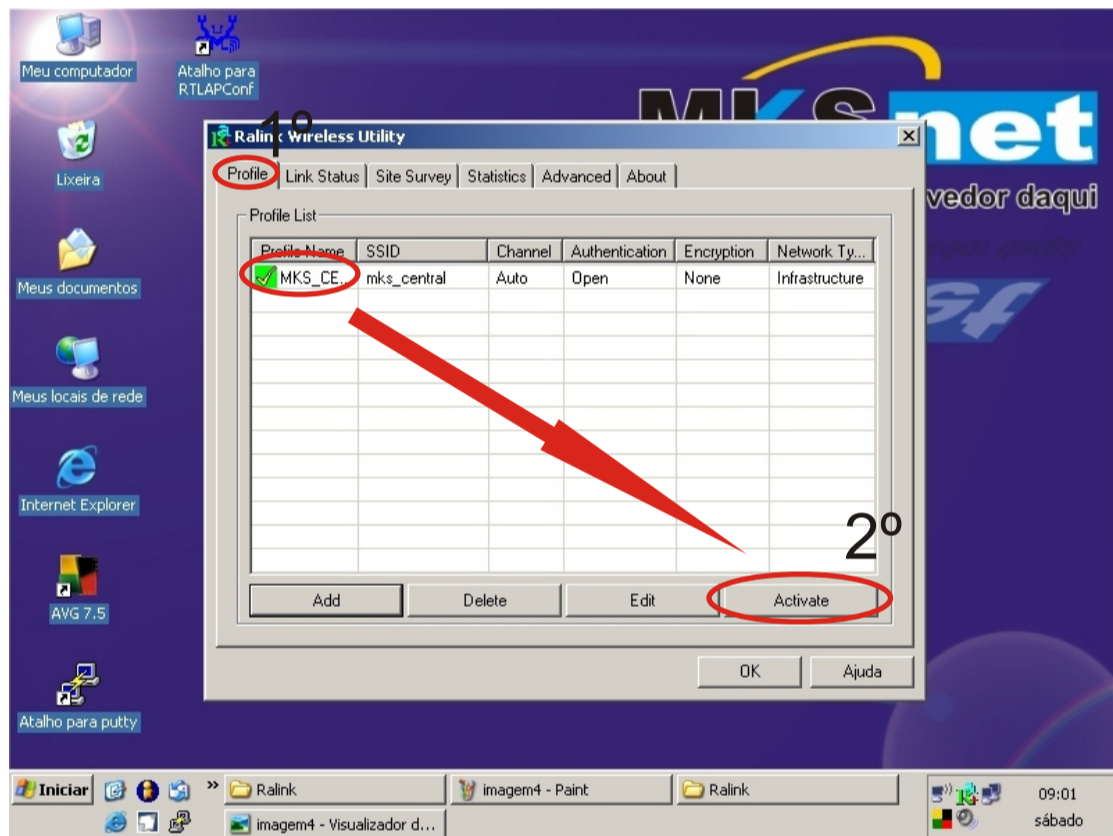 Meu computador
Atalho para
RTLAPConf
Lixeira
Meus documentos
Meus locais de rede
Internet Explorer
AVG 7.5
Atalho para putty
MKSnet
vedor daqui
1º
Ralink Wireless Utility
Profile Link Status Site Survey Statistics Advanced About
Profile List
Profile Name SSID Channel Authentication Encryption Network Ty...
MKS_CE... mks_central Auto Open None Infrastructure
2º
Add Delete Edit Activate
OK Ajuda
Iniciar » Ralink imagem4 - Paint Ralink 09:01
imagem4 - Visualizador d... sábado